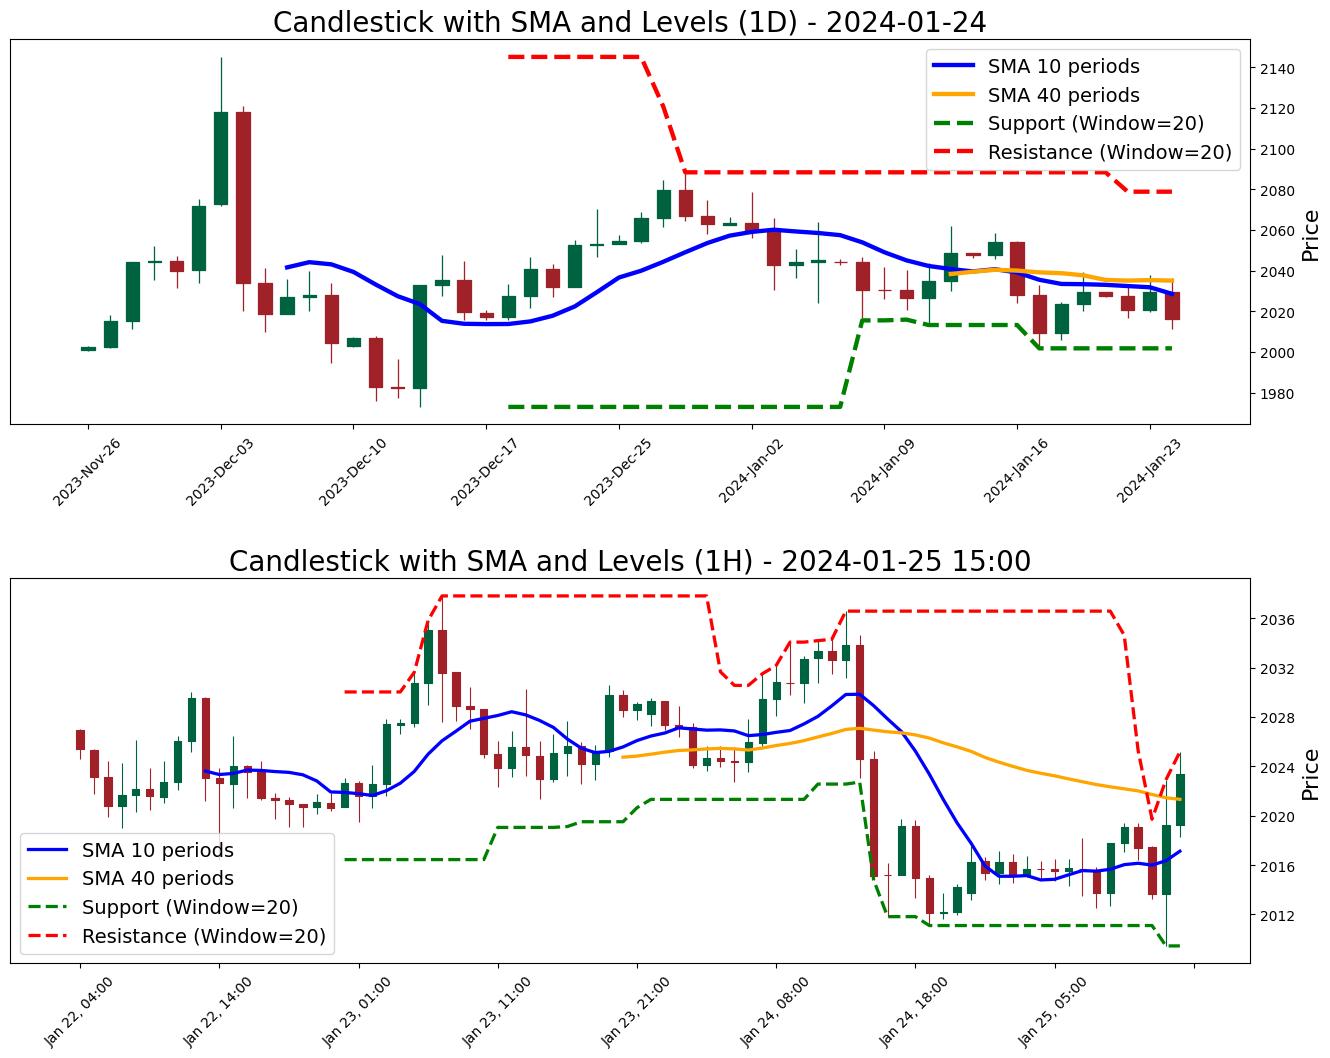 Candlestick with SMA and Levels (1D) - 2024-01-24
SMA 10 periods
SMA 40 periods
Support (Window=20)
Resistance (Window=20)
2140
2120
2100
2080
2060
2040
2020
2000
1980
Price
2023-Nov-26
2023-Dec-03
2023-Dec-10
2023-Dec-17
2023-Dec-25
2024-Jan-02
2024-Jan-09
2024-Jan-16
2024-Jan-23
Candlestick with SMA and Levels (1H) - 2024-01-25 15:00
2036
2032
2028
2024
2020
2016
2012
Price
SMA 10 periods
SMA 40 periods
Support (Window=20)
Resistance (Window=20)
Jan 22, 04:00
Jan 22, 14:00
Jan 23, 01:00
Jan 23, 11:00
Jan 23, 21:00
Jan 24, 08:00
Jan 24, 18:00
Jan 25, 05:00